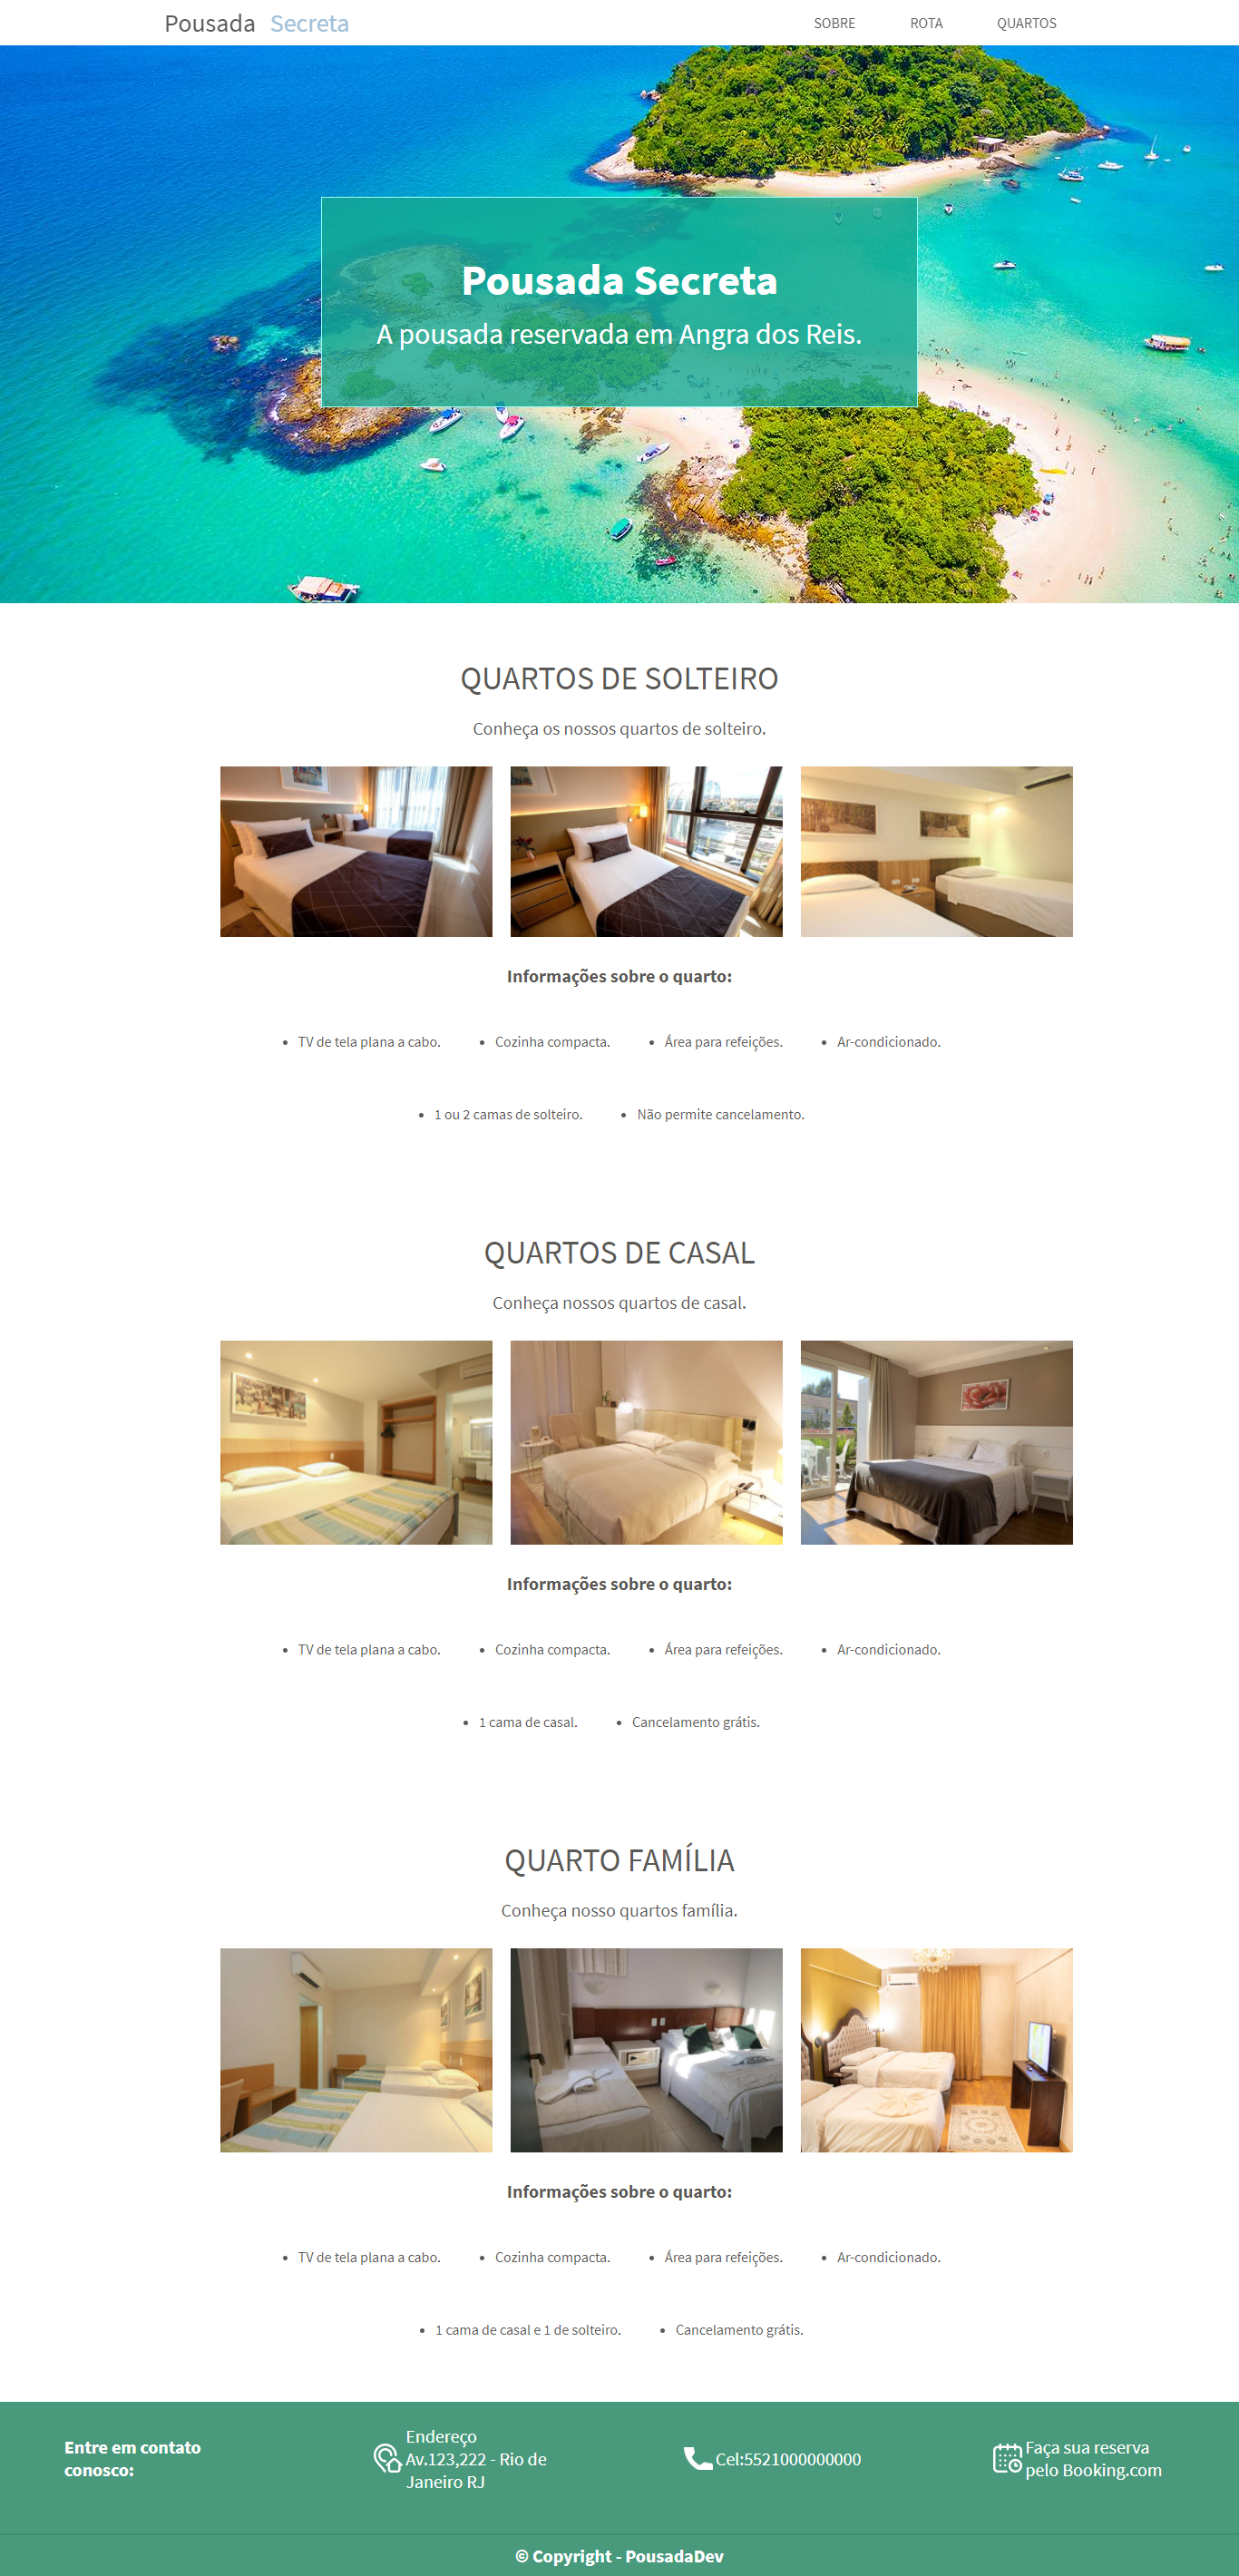 Pousada Secreta SOBRE ROTA QUARTOS
Pousada Secreta
A pousada reservada em Angra dos Reis.
QUARTOS DE SOLTEIRO
Conheça os nossos quartos de solteiro.
Informações sobre o quarto:
• TV de tela plana a cabo. • Cozinha compacta. • Área para refeições. • Ar-condicionado.
• 1 ou 2 camas de solteiro. • Não permite cancelamento.
QUARTOS DE CASAL
Conheça nossos quartos de casal.
Informações sobre o quarto:
• TV de tela plana a cabo. • Cozinha compacta. • Área para refeições. • Ar-condicionado.
• 1 cama de casal. • Cancelamento grátis.
QUARTO FAMÍLIA
Conheça nosso quartos família.
Informações sobre o quarto:
• TV de tela plana a cabo. • Cozinha compacta. • Área para refeições. • Ar-condicionado.
• 1 cama de casal e 1 de solteiro. • Cancelamento grátis.
Entre em contato
conosco:
Endereço
Av.123,222 - Rio de
Janeiro RJ
Cel:5521000000000
Faça sua reserva
pelo Booking.com
© Copyright - PousadaDev